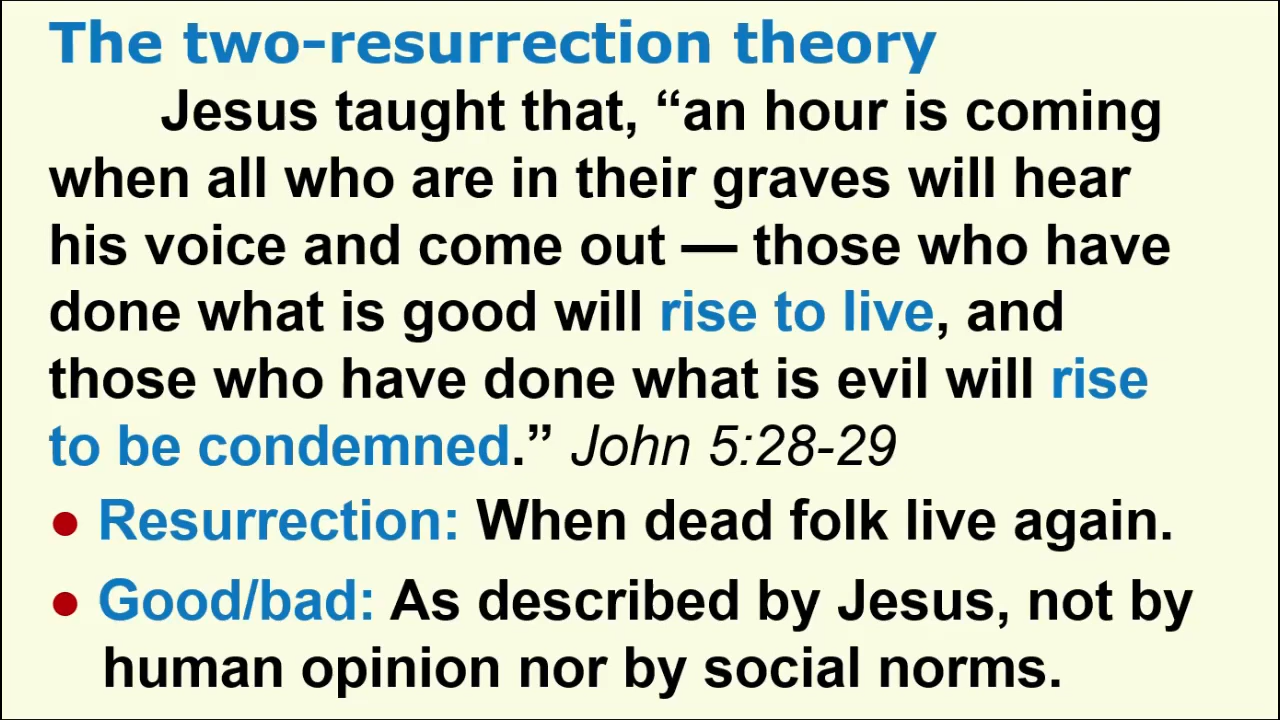 The two-resurrection theory
Jesus taught that, “an hour is coming
when all who are in their graves will hear
his voice and come out — those who have
done what is good will rise to live, and
those who have done what is evil will rise
to be condemned.” John 5:28-29
● Resurrection: When dead folk live again.
● Good/bad: As described by Jesus, not by
human opinion nor by social norms.